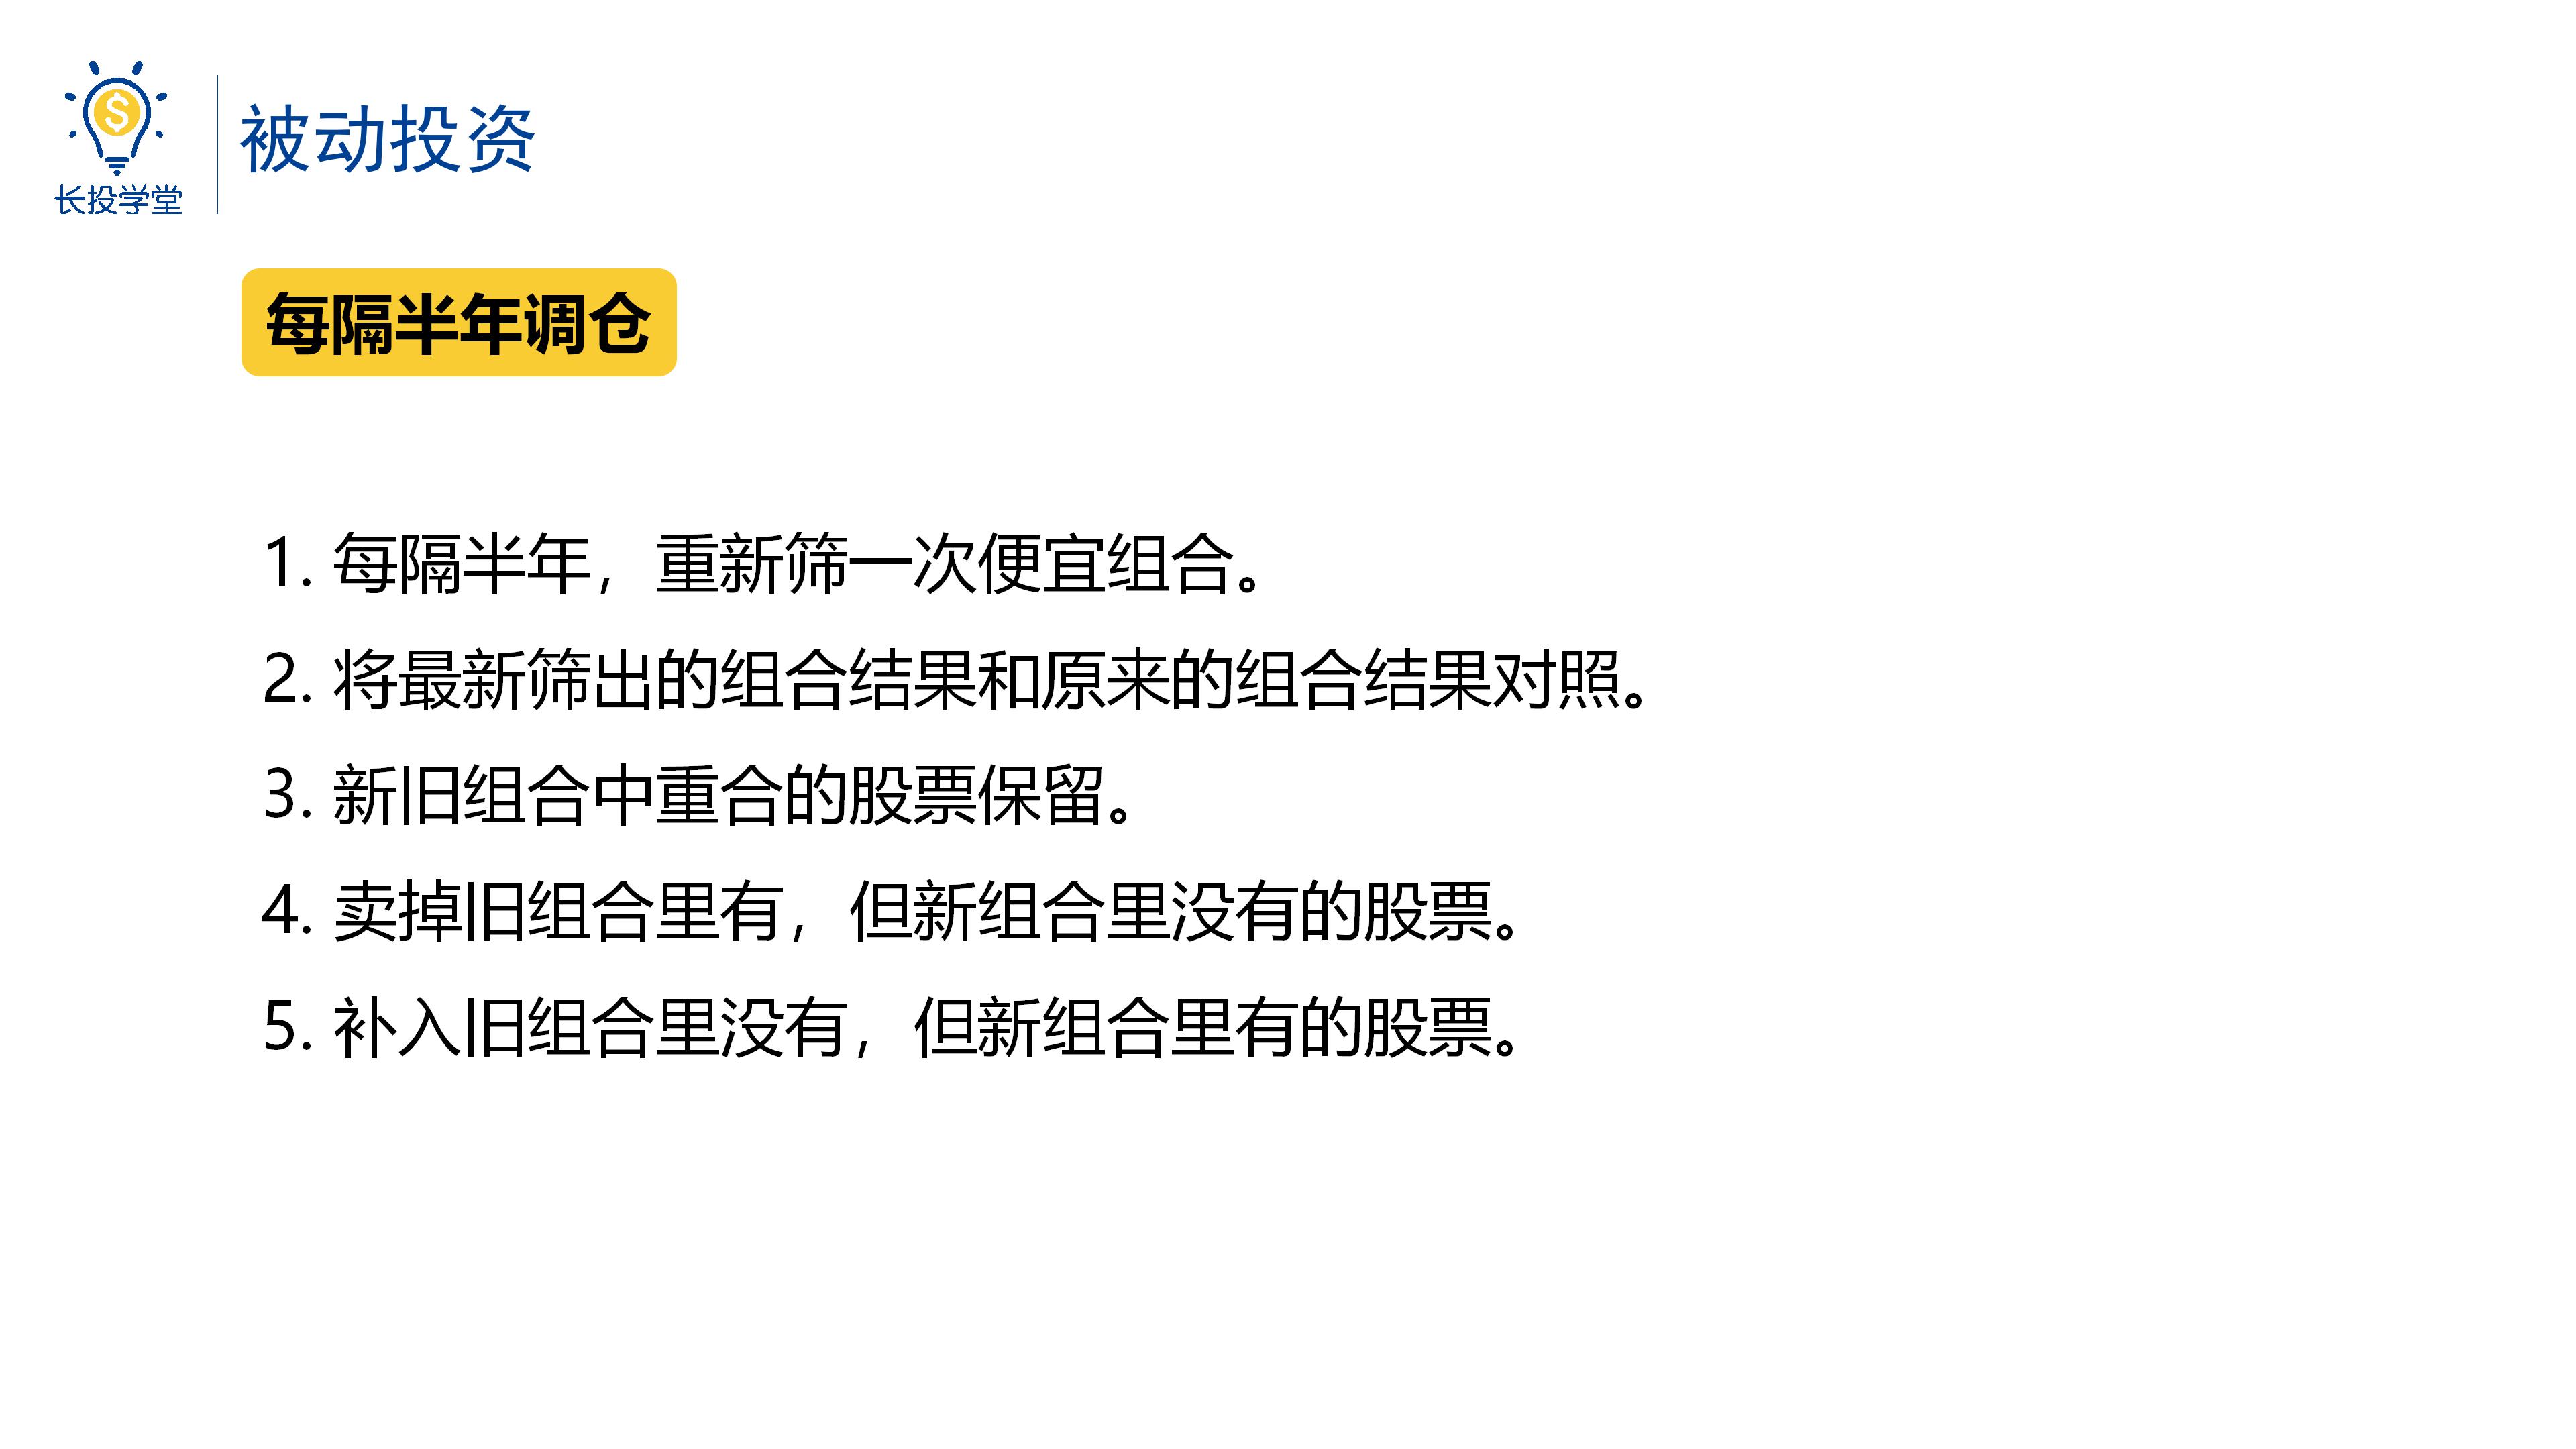 长投学堂
被动投资
每隔半年调仓
1. 每隔半年，重新筛一次便宜组合。
2. 将最新筛出的组合结果和原来的组合结果对照。
3. 新旧组合中重合的股票保留。
4. 卖掉旧组合里有，但新组合里没有的股票。
5. 补入旧组合里没有，但新组合里有的股票。